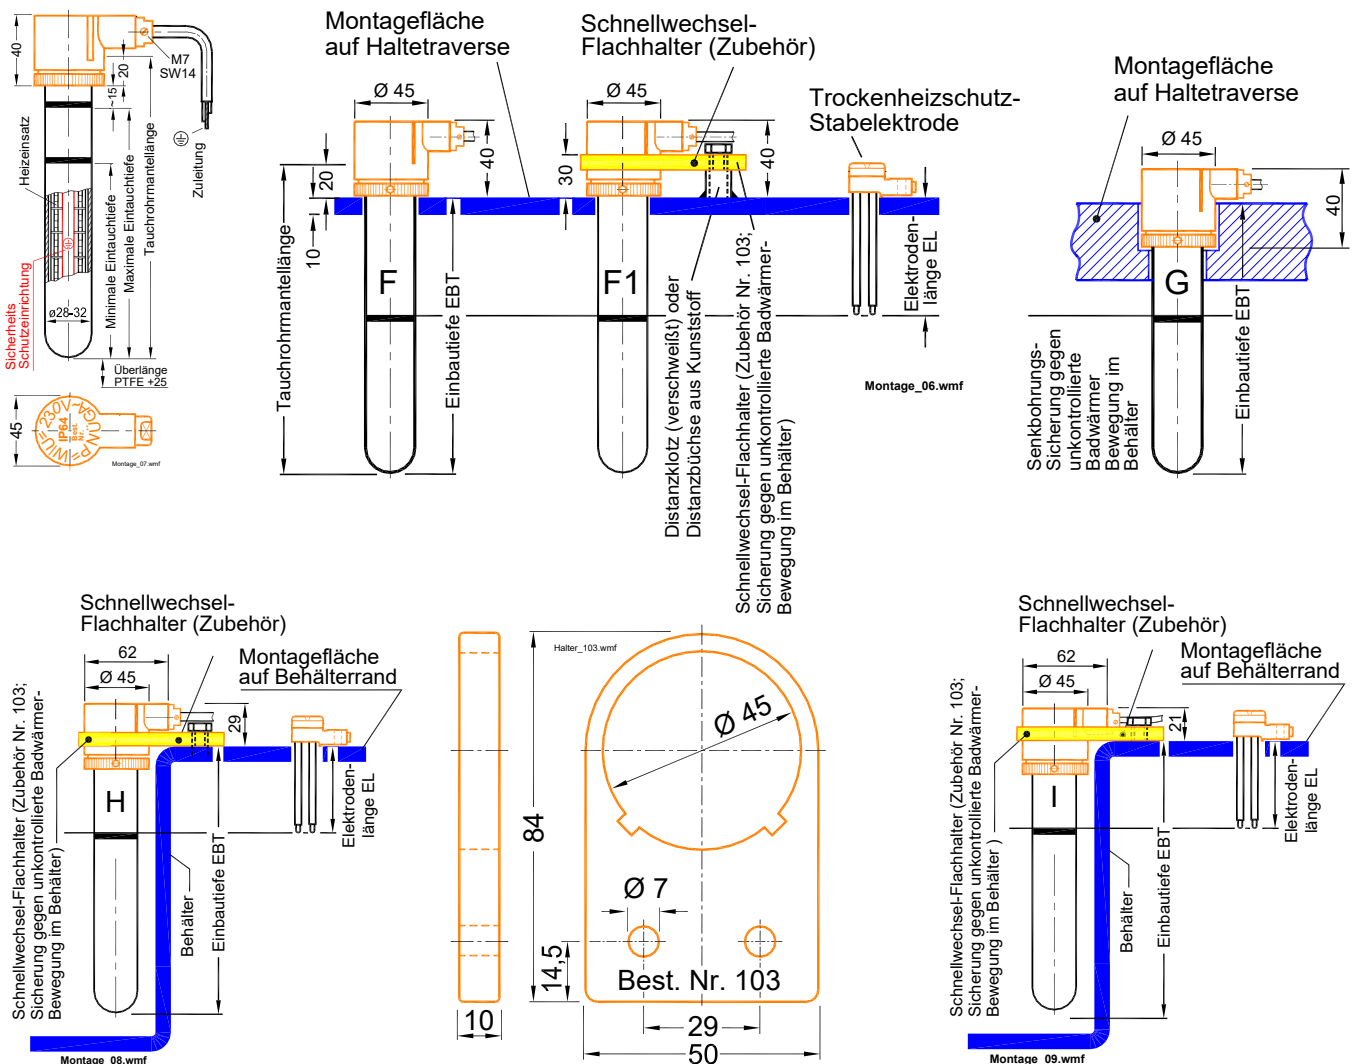 40
20
~15
M7
SW14
Heizeinsatz
Minimale Eintauchtiefe
Maximale Eintauchtiefe
Tauchrohrmantellänge
Zuleitung
Sicherheits
Schutzeinrichtung
ø28-32
Überlänge
PTFE +25
45
WIU= 230V~
IP64
Best.
Nr.
Montage_07.wmf
Montagefläche
auf Haltetraverse
Schnellwechsel-
Flachhalter (Zubehör)
Trockenheizschutz-
Stabelektrode
Ø 45
40
20
10
Tauchrohrmantellänge
F
Einbautiefe EBT
Ø 45
30
40
F1
Distanzklotz (verschweißt) oder
Distanzbüchse aus Kunststoff
Schnellwechsel-Flachhalter (Zubehör Nr. 103;
Sicherung gegen unkontrollierte Badwärmer-
Bewegung im Behälter)
Elektroden-
länge EL
Montage_06.wmf
Montagefläche
auf Haltetraverse
Ø 45
40
G
Einbautiefe EBT
Senkbohrungs-
Sicherung gegen
unkontrollierte
Badwärmer
Bewegung im
Behälter
Schnellwechsel-
Flachhalter (Zubehör)
62
Ø 45
Montagefläche
auf Behälterrand
29
H
Schnellwechsel-Flachhalter (Zubehör Nr. 103;
Sicherung gegen unkontrollierte Badwärmer-
Bewegung im Behälter)
Behälter
Einbautiefe EBT
Elektroden-
länge EL
Montage_08.wmf
Halter_103.wmf
Ø 45
84
Ø 7
14,5
Best. Nr. 103
10
29
50
Schnellwechsel-
Flachhalter (Zubehör)
62
Ø 45
Montagefläche
auf Behälterrand
21
I
Schnellwechsel-Flachhalter (Zubehör Nr. 103;
Sicherung gegen unkontrollierte Badwärmer-
Bewegung im Behälter )
Behälter
Einbautiefe EBT
Elektroden-
länge EL
Montage_09.wmf